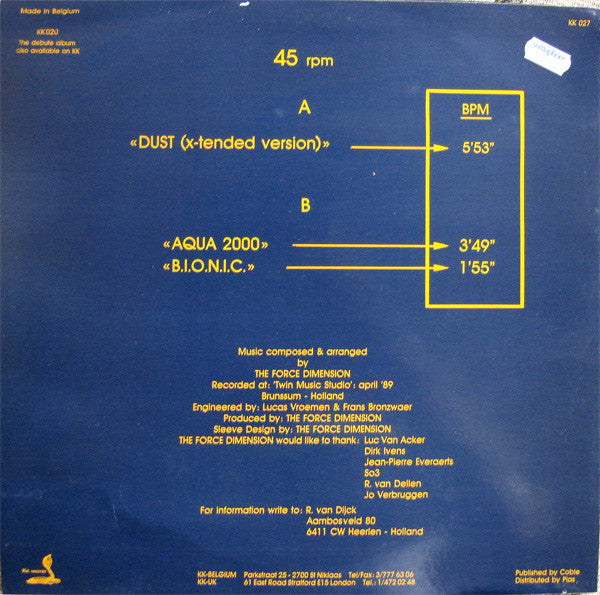 Made in Belgium
KK 027
KK020
The debute album
also available on KK
45 rpm
A
BPM
«DUST (x-tended version)» 5'53"
B
«AQUA 2000» 3'49"
«B.I.O.N.I.C.» 1'55"
Music composed & arranged
by
THE FORCE DIMENSION
Recorded at: 'Twin Music Studio': april '89
Brunssum - Holland
Engineered by: Lucas Vroemen & Frans Bronzwaer
Produced by: THE FORCE DIMENSION
Sleeve Design by: THE FORCE DIMENSION
THE FORCE DIMENSION would like to thank: Luc Van Acker
Dirk Ivens
Jean-Pierre Everaerts
So3
R. van Dellen
Jo Verbruggen
For information write to: R. van Dijck
Aambosveld 80
6411 CW Heerlen - Holland
KK-BELGIUM Parkstraat 25 - 2700 St Niklaas Tel/Fax: 3/777 63 06
KK-UK 61 East Road Stratford E15 London Tel.: 1/472 02 48
Published by Coble
Distributed by Pias